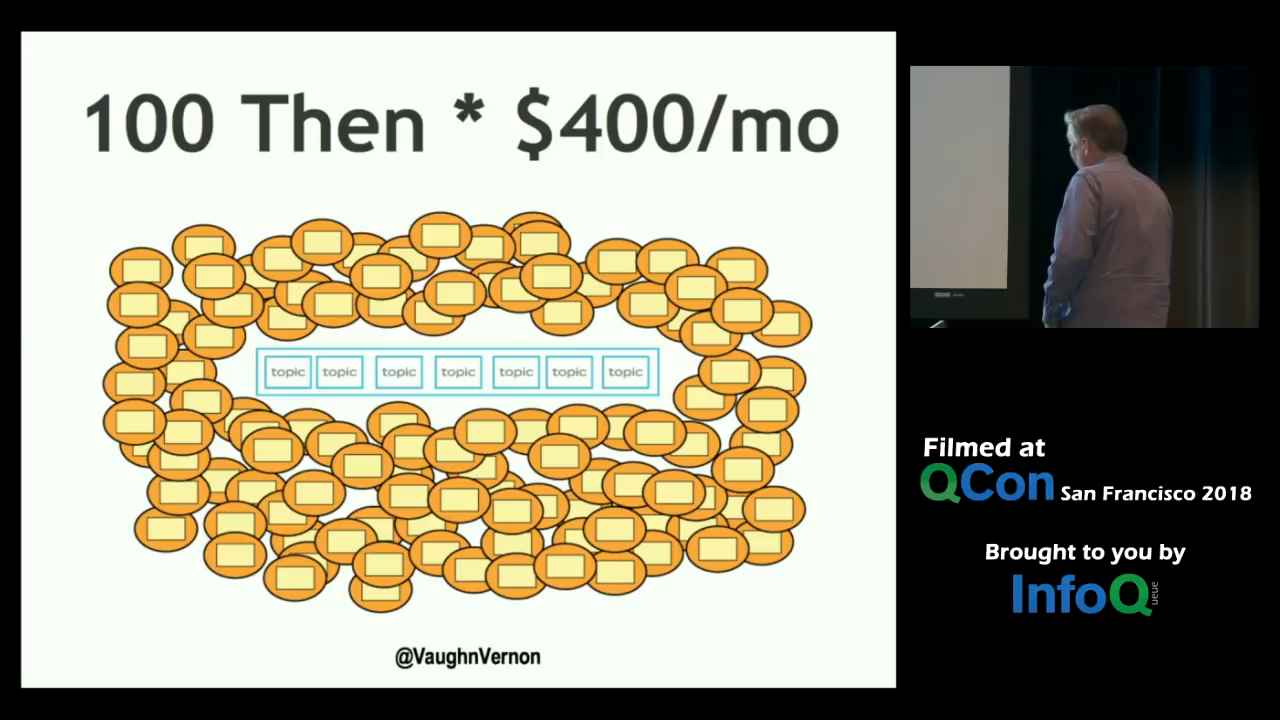 100 Then * $400/mo
topic topic topic topic topic topic topic
@VaughnVernon
Filmed at
QCon San Francisco 2018
Brought to you by
InfoQueue